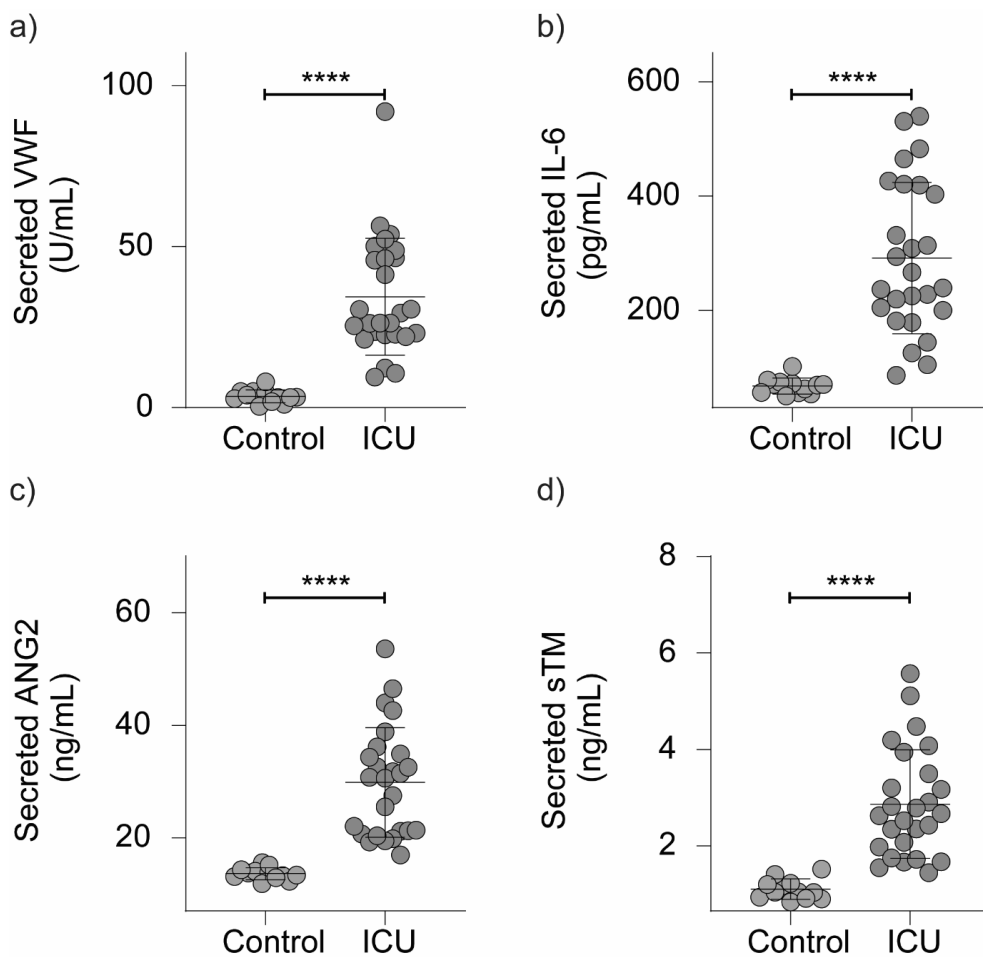 a)
Secreted VWF
(U/mL)
100
50
0
****
Control
ICU
b)
Secreted IL-6
(pg/mL)
600
400
200
****
Control
ICU
c)
Secreted ANG2
(ng/mL)
60
40
20
****
Control
ICU
d)
Secreted sTM
(ng/mL)
8
6
4
2
****
Control
ICU